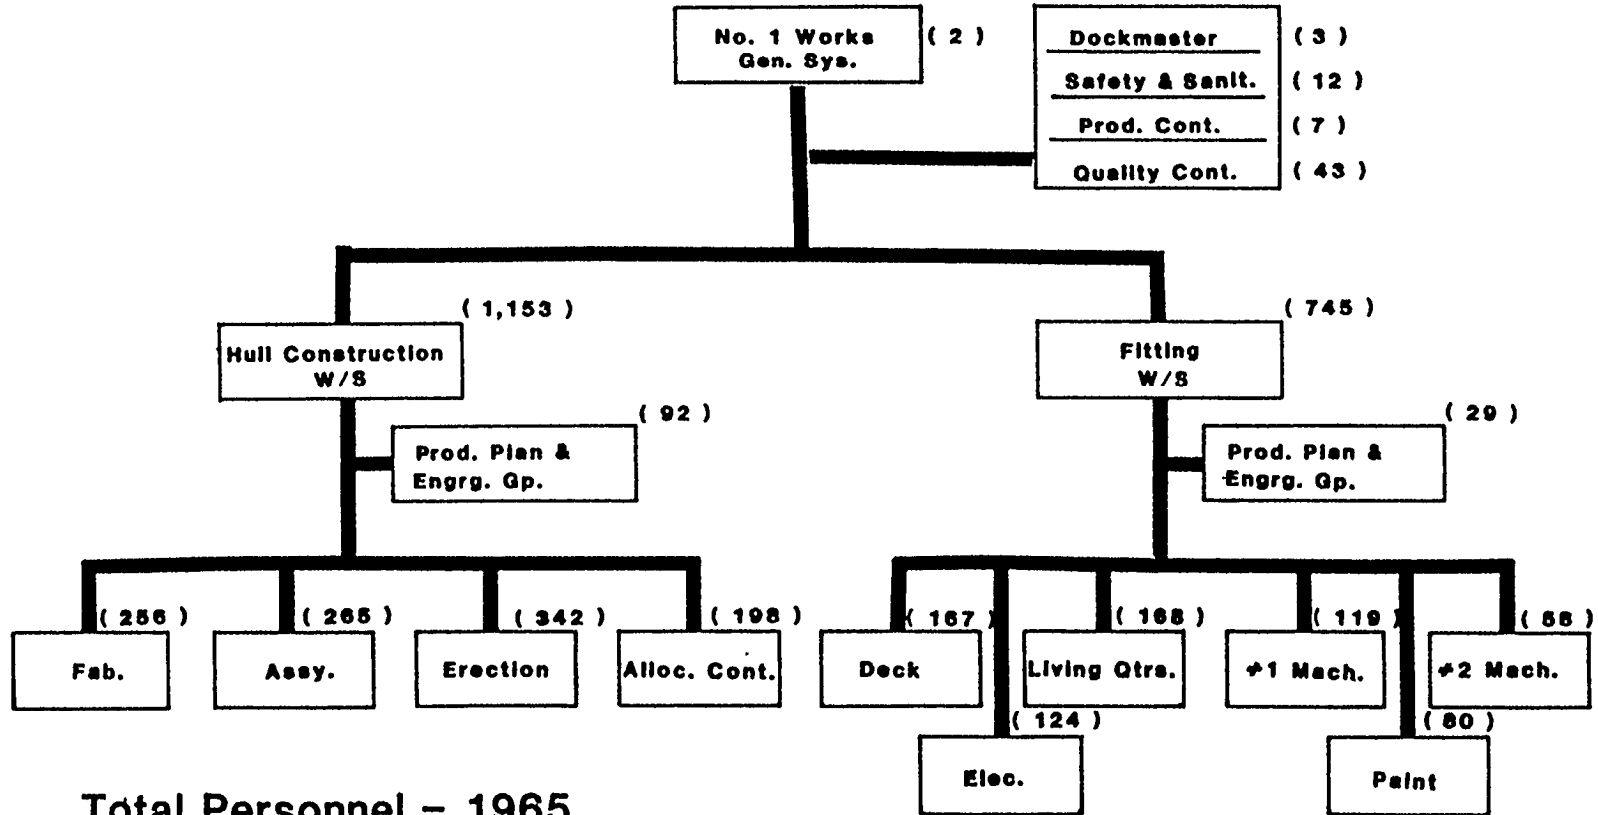 No. 1 Works
Gen. Sys.
( 2 )
Dockmaster ( 3 )
Safety & Sanit. ( 12 )
Prod. Cont. ( 7 )
Quality Cont. ( 43 )
( 1,153 )
Hull Construction
W/S
( 745 )
Fitting
W/S
( 92 )
Prod. Plan &
Engrg. Gp.
( 29 )
Prod. Plan &
Engrg. Gp.
( 256 )
Fab.
( 265 )
Assy.
( 342 )
Erection
( 198 )
Alloc. Cont.
( 167 )
Deck
( 168 )
Living Qtrs.
( 119 )
#1 Mach.
( 58 )
#2 Mach.
( 124 )
Elec.
( 80 )
Paint
Total Personnel – 1965